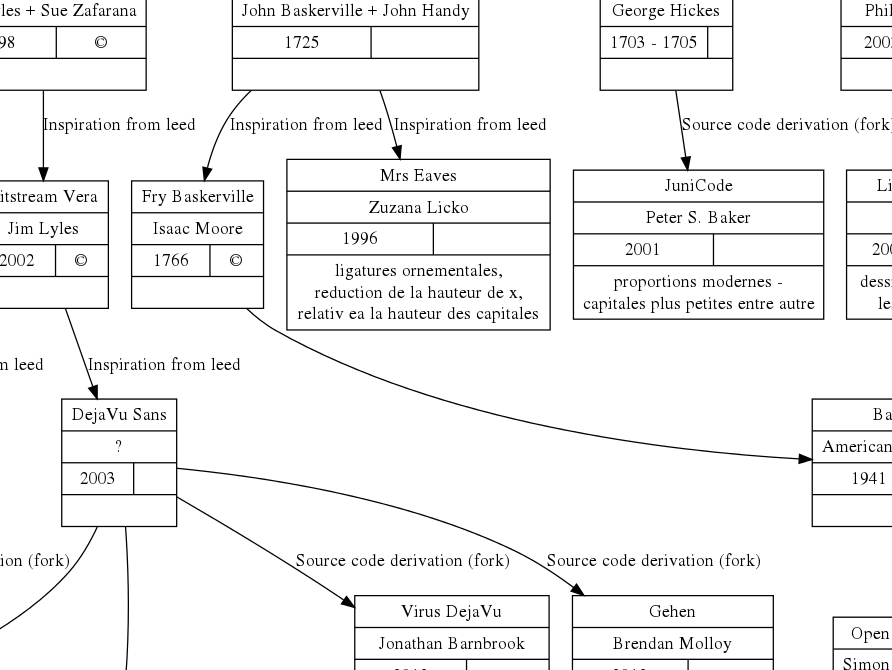 les + Sue Zafarana
98 ©
John Baskerville + John Handy
1725
George Hickes
1703 - 1705
Phil
200
Inspiration from leed
Inspiration from leed
Inspiration from leed
Source code derivation (fork)
itstream Vera
Jim Lyles
2002 ©
Fry Baskerville
Isaac Moore
1766 ©
Mrs Eaves
Zuzana Licko
1996
ligatures ornementales,
reduction de la hauteur de x,
relativ ea la hauteur des capitales
JuniCode
Peter S. Baker
2001
proportions modernes -
capitales plus petites entre autre
Li
200
dess
le
m leed
Inspiration from leed
DejaVu Sans
?
2003
Ba
American
1941
ion (fork)
Source code derivation (fork)
Source code derivation (fork)
Virus DejaVu
Jonathan Barnbrook
Gehen
Brendan Molloy
Open
Simon